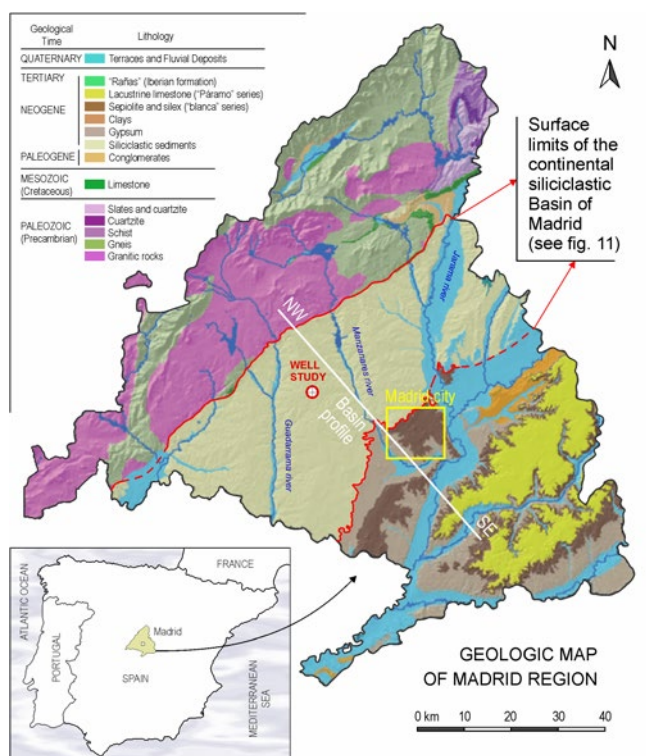 Geological
Time
Lithology
QUATERNARY
Terraces and Fluvial Deposits
TERTIARY
"Rañas" (Iberian formation)
Lacustrine limestone ("Páramo" series)
NEOGENE
Sepiolite and silex ("blanca" series)
Clays
Gypsum
Siliciclastic sediments
PALEOGENE
Conglomerates
MESOZOIC
(Cretaceous)
Limestone
PALEOZOIC
(Precambrian)
Slates and cuartzite
Cuartzite
Schist
Gneis
Granitic rocks
N
Surface
limits of the
continental
siliciclastic
Basin of
Madrid
(see fig. 11)
Jarama river
NW
Manzanares river
WELL
STUDY
Madrid city
Basin
profile
Guadarrama river
SE
ATLANTIC OCEAN
FRANCE
PORTUGAL
Madrid
SPAIN
MEDITERRANEAN
SEA
GEOLOGIC MAP
OF MADRID REGION
0 km 10 20 30 40